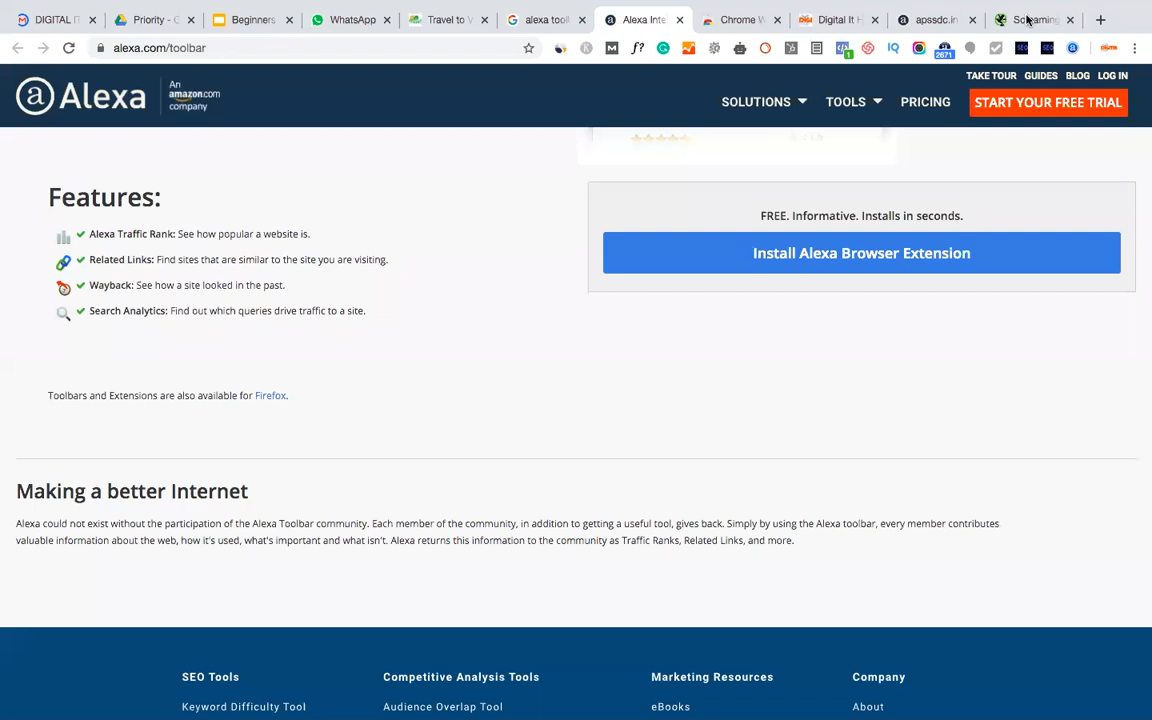 DIGITAL IT
Priority - G
Beginners
WhatsApp
Travel to V
alexa tool
Alexa Inte
Chrome W
Digital It H
appssdc.in
alexa.com/toolbar
f?
IQ
SEO
SEO
1
2671
a Alexa
An
amazon.com
company
TAKE TOUR GUIDES BLOG LOG IN
SOLUTIONS TOOLS PRICING START YOUR FREE TRIAL
Features:
Alexa Traffic Rank: See how popular a website is.
Related Links: Find sites that are similar to the site you are visiting.
Wayback: See how a site looked in the past.
Search Analytics: Find out which queries drive traffic to a site.
FREE. Informative. Installs in seconds.
Install Alexa Browser Extension
Toolbars and Extensions are also available for Firefox.
Making a better Internet
Alexa could not exist without the participation of the Alexa Toolbar community. Each member of the community, in addition to getting a useful tool, gives back. Simply by using the Alexa toolbar, every member contributes
valuable information about the web, how it's used, what's important and what isn't. Alexa returns this information to the community as Traffic Ranks, Related Links, and more.
SEO Tools
Competitive Analysis Tools
Marketing Resources
Company
Keyword Difficulty Tool
Audience Overlap Tool
eBooks
About